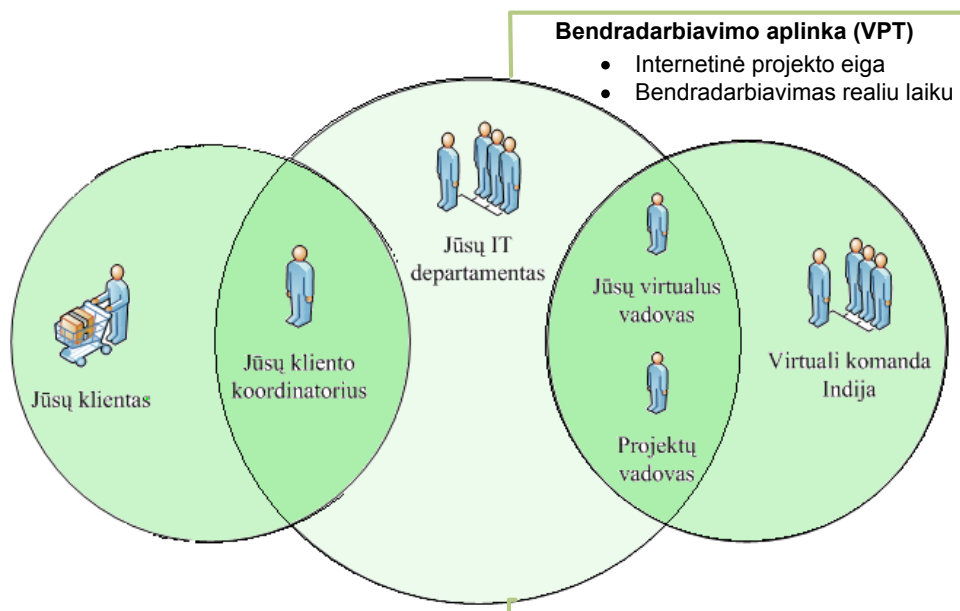 Bendradarbiavimo aplinka (VPT)
• Internetinė projekto eiga
• Bendradarbiavimas realiu laiku
Jūsų IT
departamentas
Jūsų virtualus
vadovas
Jūsų kliento
koordinatorius
Virtuali komanda
Indija
Jūsų klientas
Projektų
vadovas